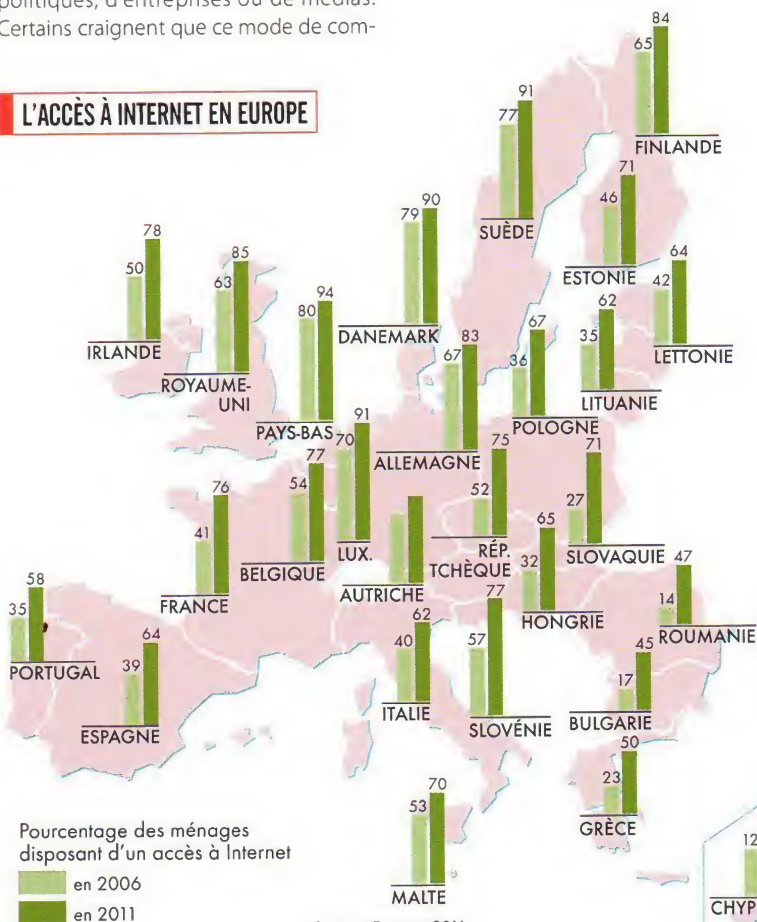 politiques, d'entreprises ou de médias.
Certains craignent que ce mode de com-
L'ACCÈS À INTERNET EN EUROPE
65 84
FINLANDE
77 91
SUÈDE
46 71
ESTONIE
79 90
DANEMARK
50 78
IRLANDE
63 85
ROYAUME-
UNI
80 94
PAYS-BAS
42 64
LETTONIE
35 62
LITUANIE
36 67
POLOGNE
67 83
ALLEMAGNE
70 91
LUX.
54 77
BELGIQUE
41 76
FRANCE
AUTRICHE
52 75
RÉP.
TCHÈQUE
27 71
SLOVAQUIE
32 65
HONGRIE
14 47
ROUMANIE
35 58
PORTUGAL
39 64
ESPAGNE
40 62
ITALIE
57 77
SLOVÉNIE
17 45
BULGARIE
23 50
GRÈCE
53 70
MALTE
12
CHYP
Pourcentage des ménages
disposant d'un accès à Internet
en 2006
en 2011